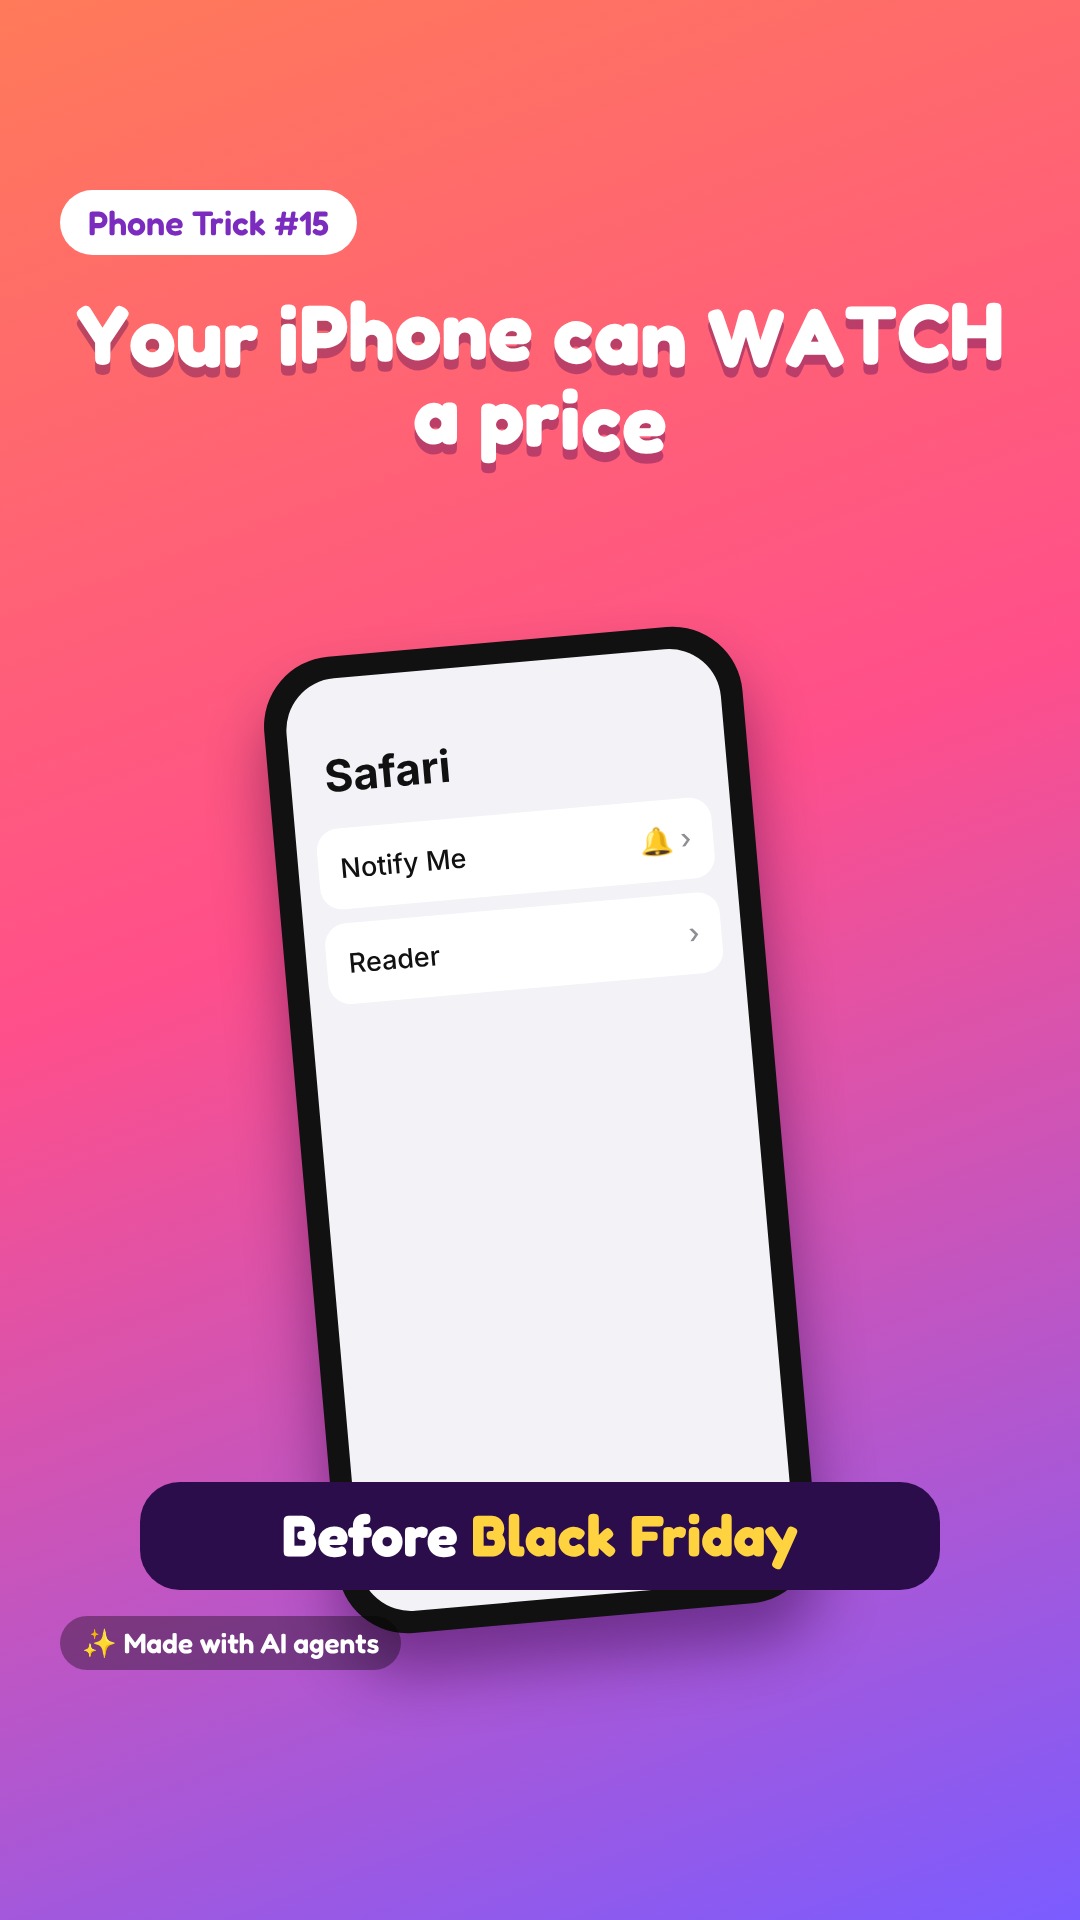 Phone Trick #15
Your iPhone can WATCH
a price
Safari
Notify Me
Reader
Before Black Friday
✨ Made with AI agents